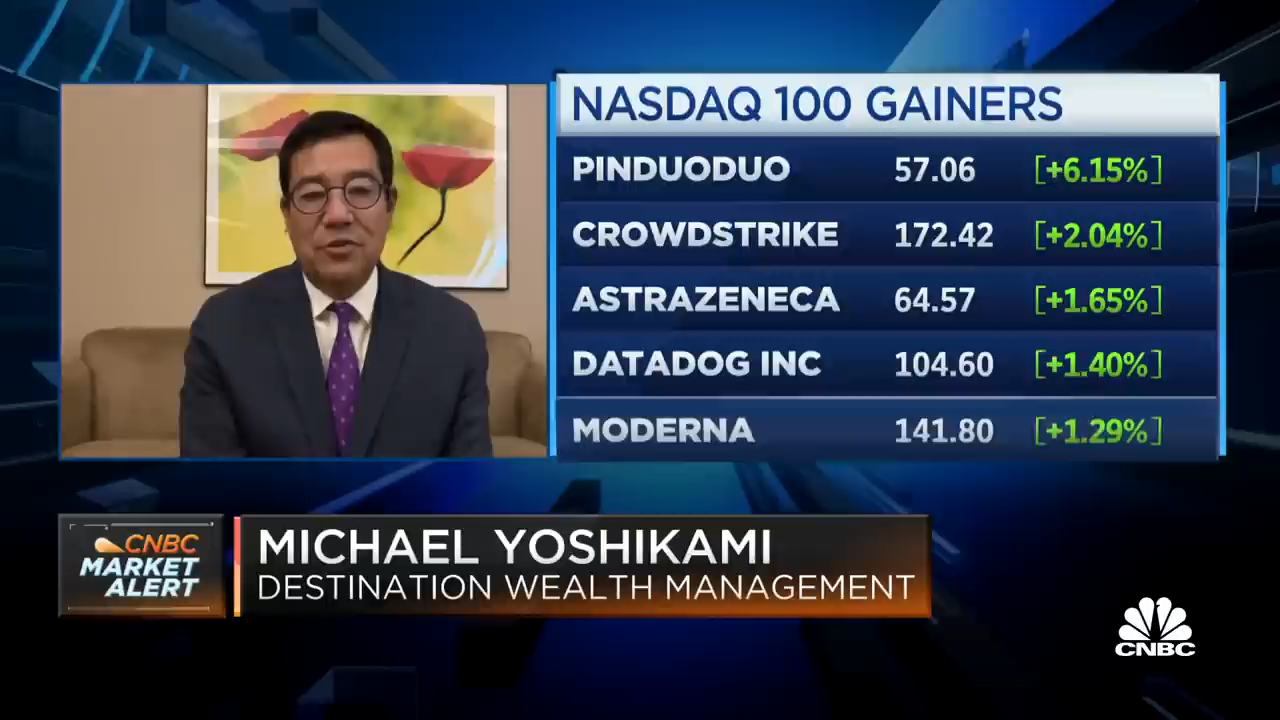 NASDAQ 100 GAINERS
PINDUODUO 57.06 [+6.15%]
CROWDSTRIKE 172.42 [+2.04%]
ASTRAZENECA 64.57 [+1.65%]
DATADOG INC 104.60 [+1.40%]
MODERNA 141.80 [+1.29%]
CNBC
MARKET
ALERT
MICHAEL YOSHIKAMI
DESTINATION WEALTH MANAGEMENT
CNBC